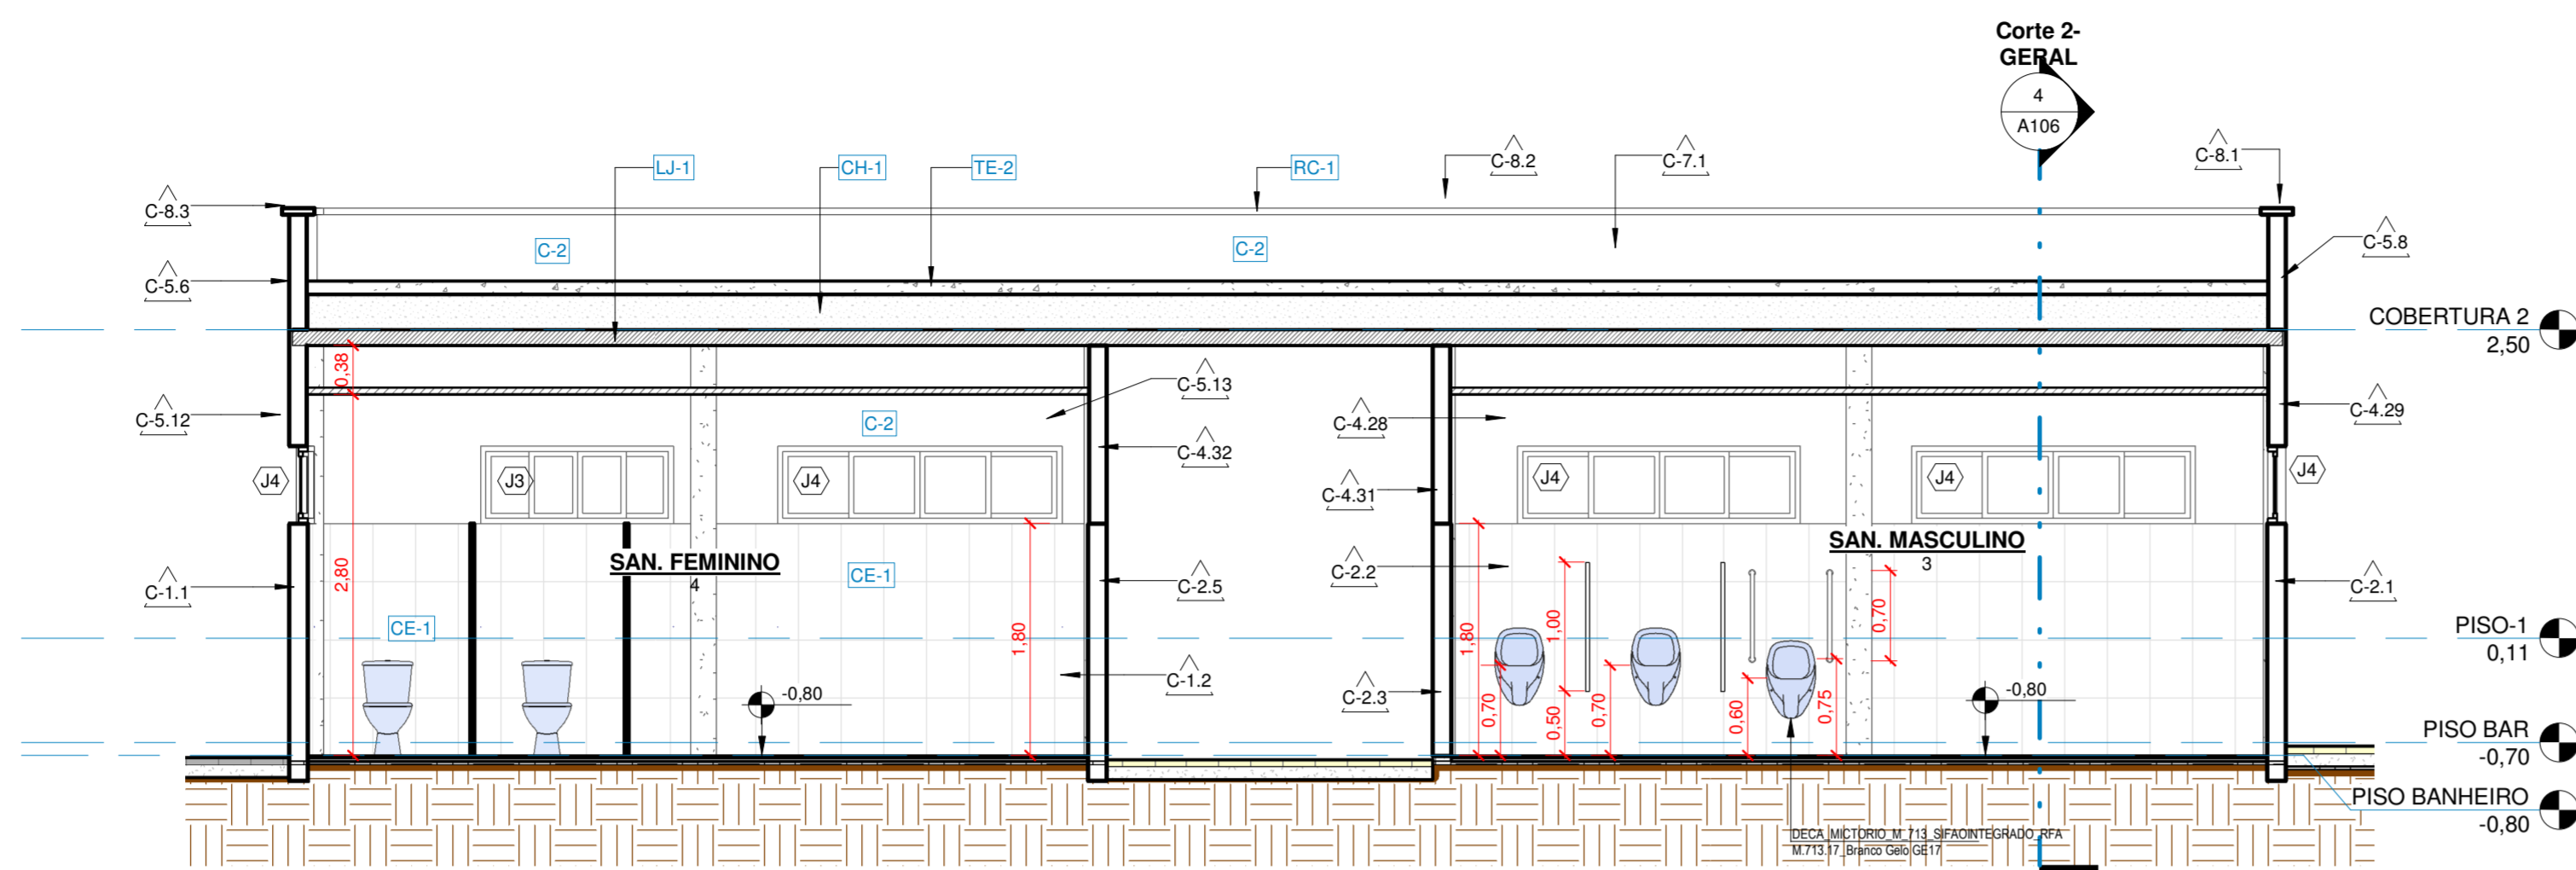 Corte 2-
GERAL
4
A106
LJ-1
CH-1
TE-2
RC-1
C-8.2
C-7.1
C-8.1
C-8.3
C-2
C-2
C-5.8
C-5.6
COBERTURA 2
2,50
0,38
C-5.13
C-5.12
C-2
C-4.28
C-4.29
C-4.32
J4
J3
J4
C-4.31
J4
J4
J4
SAN. FEMININO
4
SAN. MASCULINO
3
2,80
CE-1
C-1.1
C-2.5
C-2.2
C-2.1
CE-1
1,80
1,80
1,00
0,70
PISO-1
0,11
C-1.2
C-2.3
-0,80
-0,80
0,70
0,50
0,70
0,60
0,75
PISO BAR
-0,70
PISO BANHEIRO
-0,80
DECA_MICTORIO_M_713_SIFAOINTEGRADO_RFA
M.713.17_Branco Gelo GE17